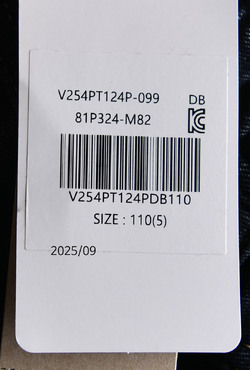 V254PT124P-099 DB
81P324-M82
V254PT124PDB110
SIZE : 110(5)
2025/09